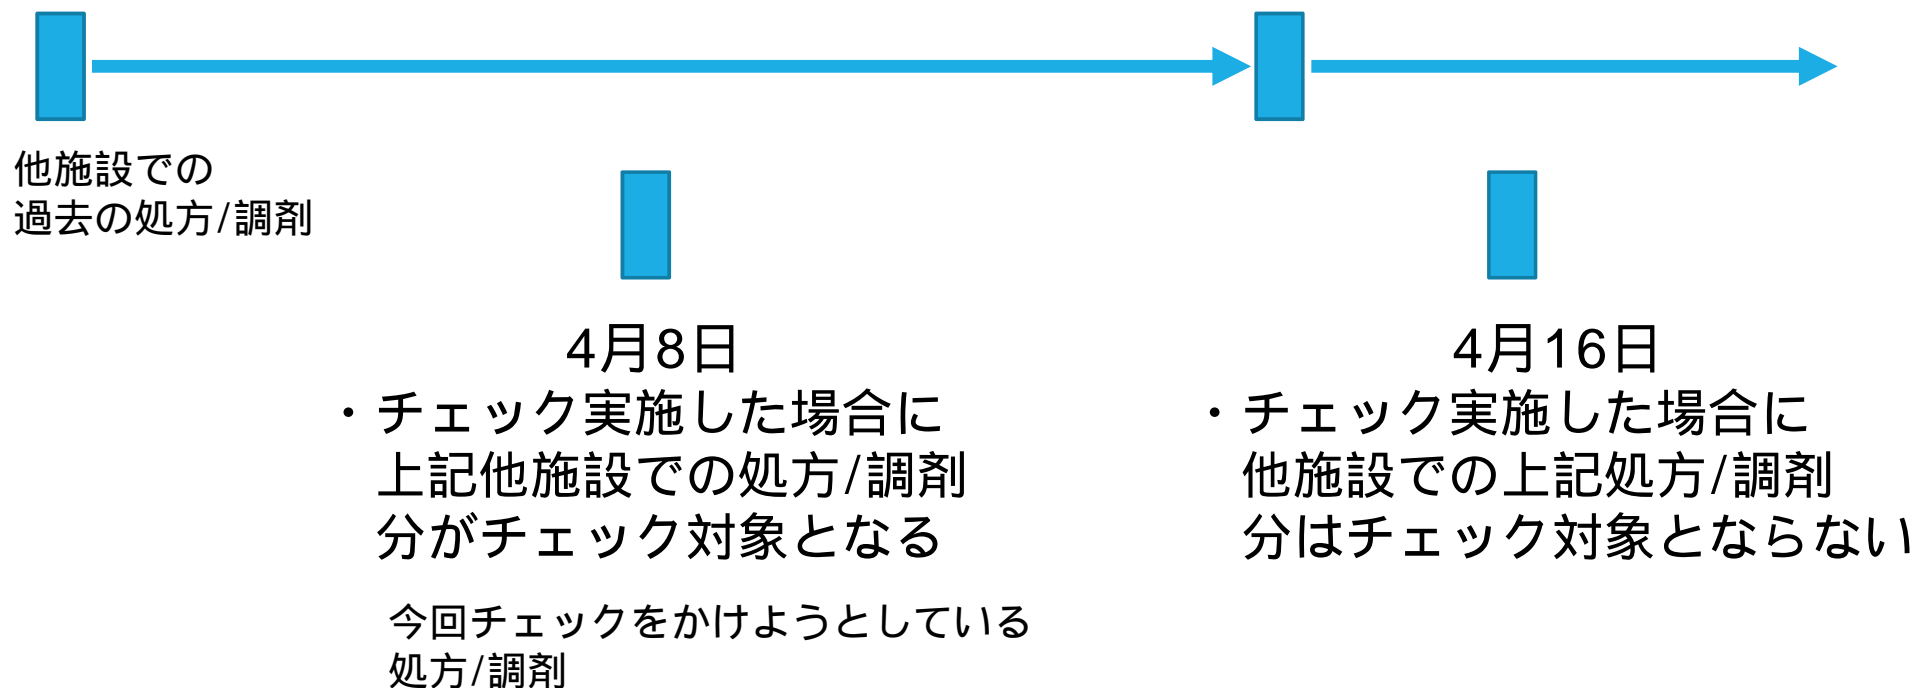 他施設での
過去の処方/調剤
4月8日
・チェック実施した場合に
上記他施設での処方/調剤
分がチェック対象となる
今回チェックをかけようとしている
処方/調剤
4月16日
・チェック実施した場合に
他施設での上記処方/調剤
分はチェック対象とならない